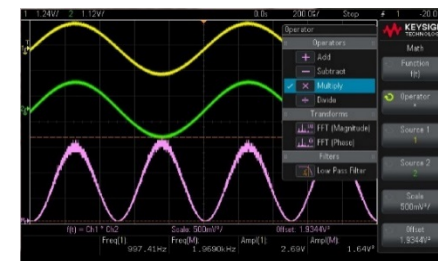 1 1.24V/ 2 1.12V/ 0.0s 200.0%/ Stop 1 -20.0
KEYSIGHT
TECHNOLOGIES
Operator
Operators
Add
Subtract
Multiply
Divide
Transforms
FFT (Magnitude)
FFT (Phase)
Filters
Low Pass Filter
Math
Function
f(t)
Operator
*
Source 1
1
Source 2
2
Scale
500mV²/
Offset
1.9344V²
f(t) = Ch1 * Ch2 Scale: 500mV²/ Offset: 1.9344V²
Freq(1): Freq(M): Ampl(1): Ampl(M):
997.41Hz 1.9690kHz 2.69V 1.64V²